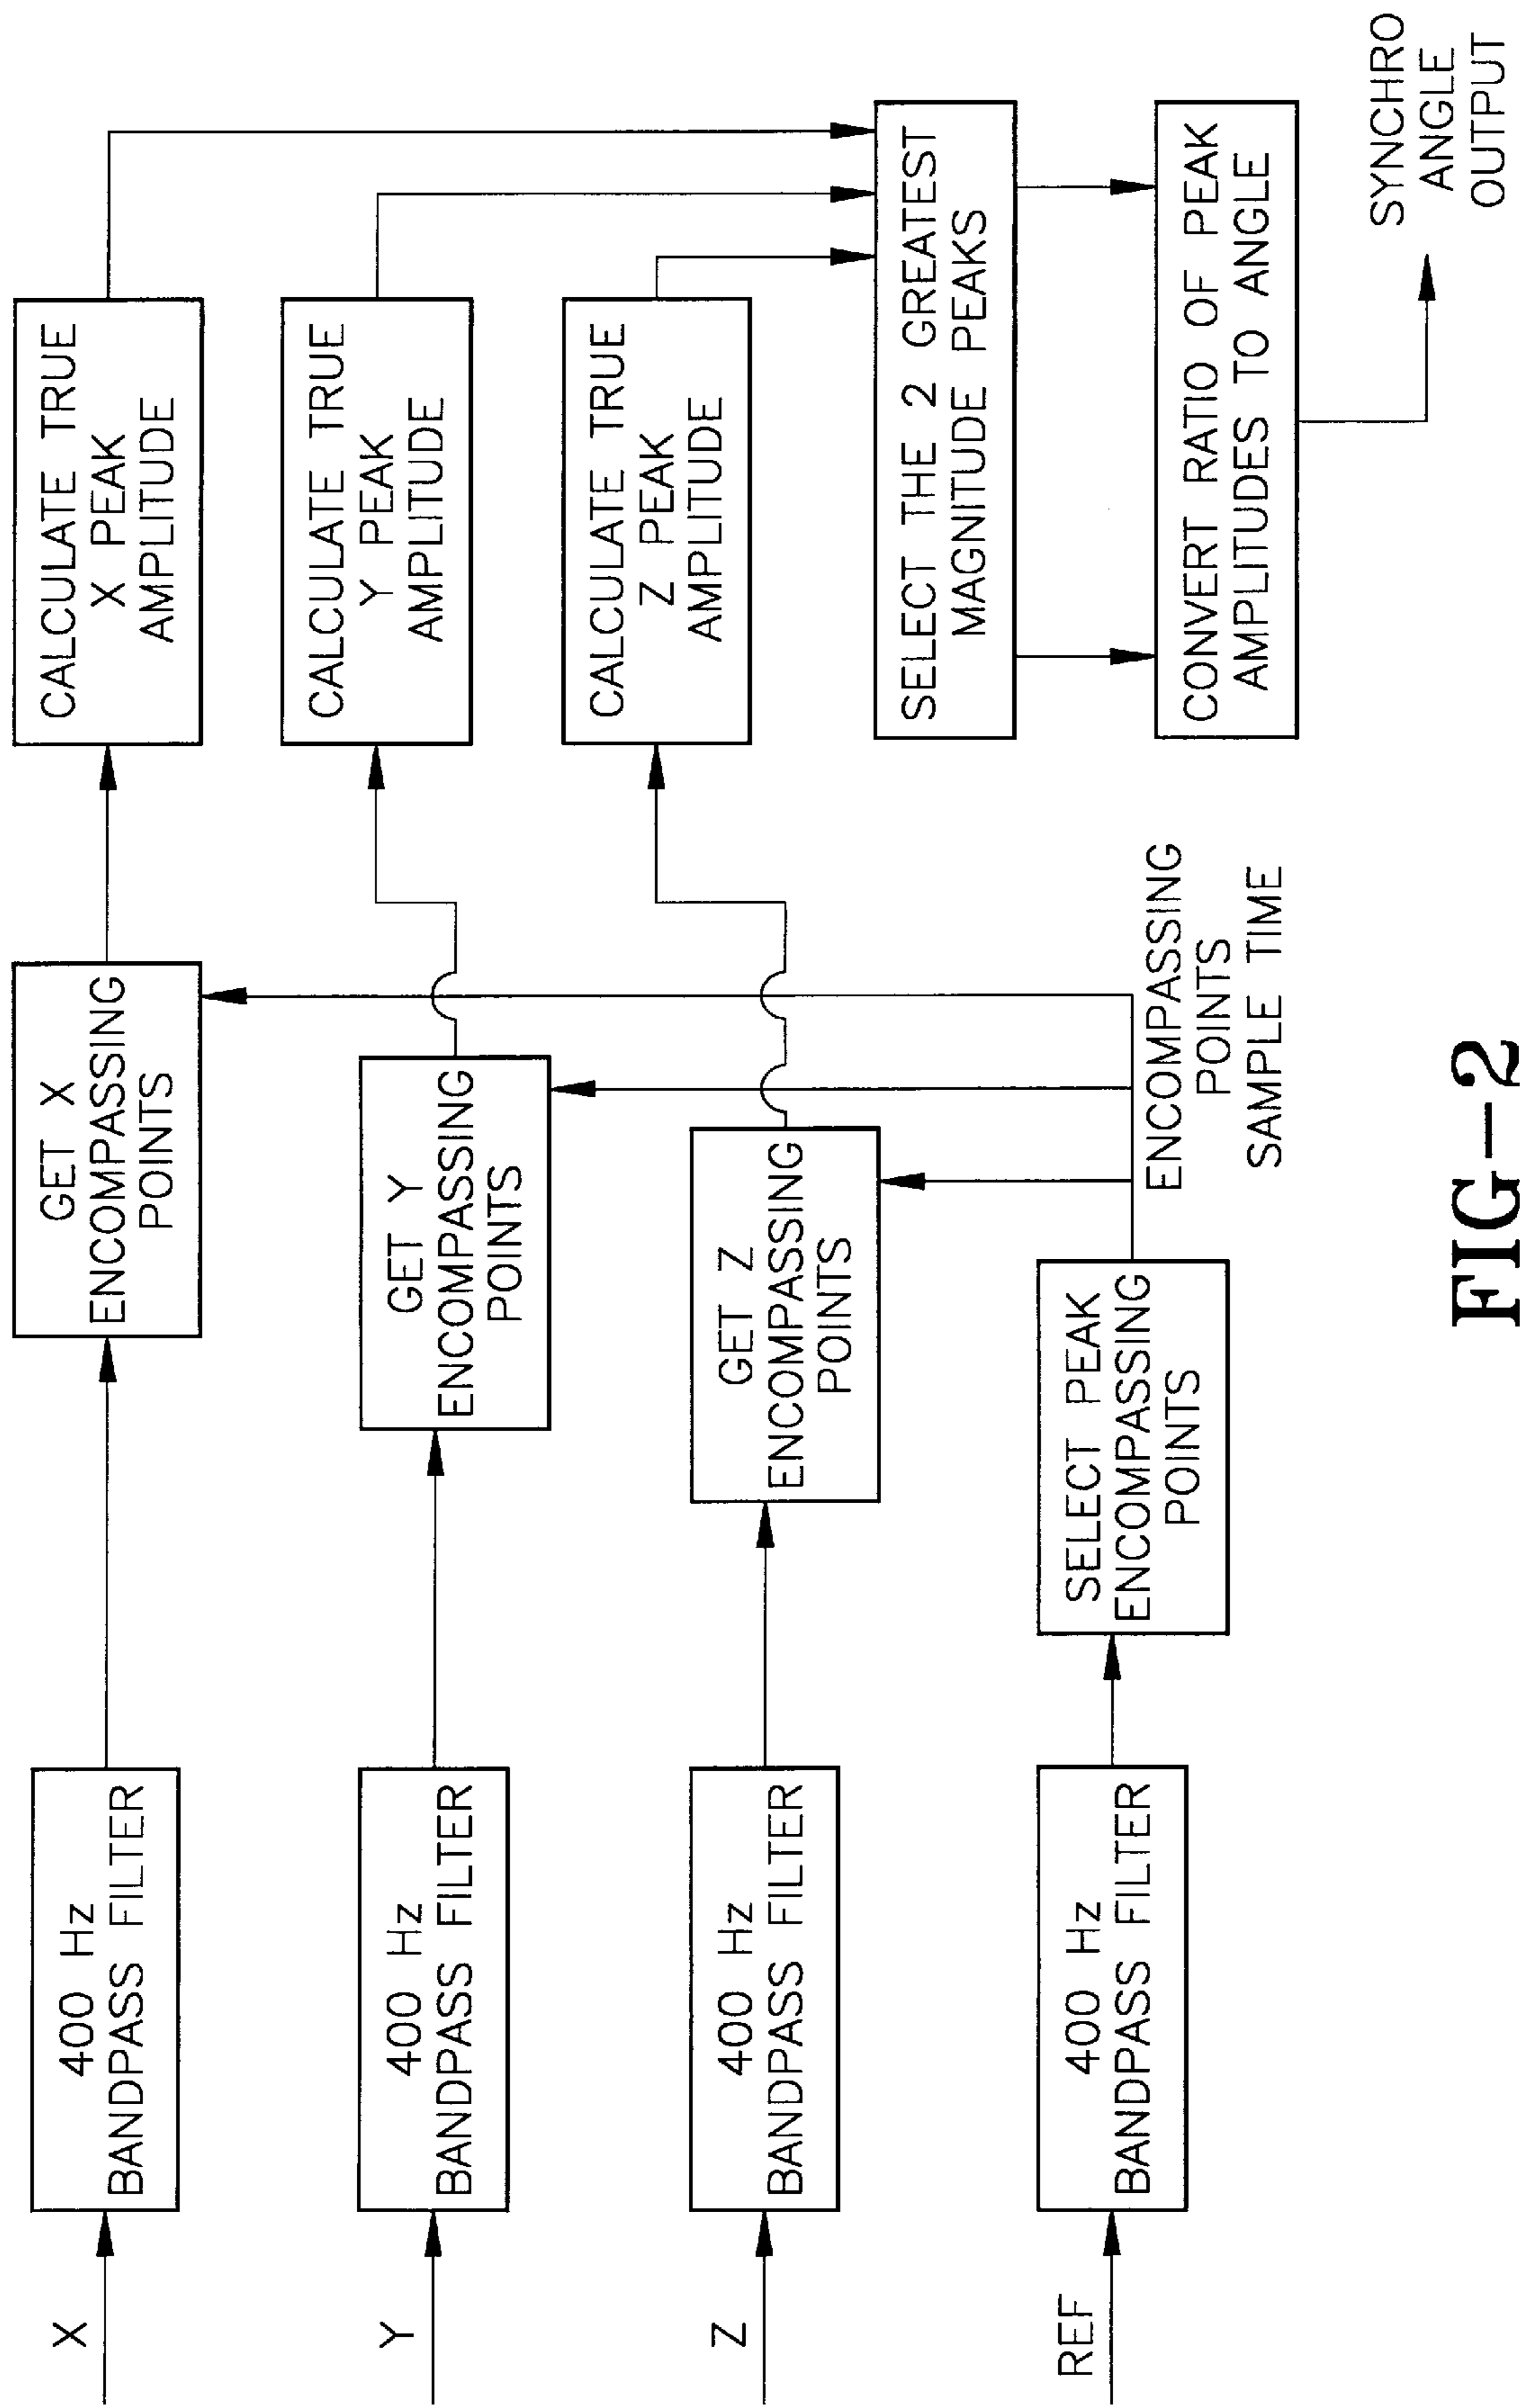 X
400 Hz
BANDPASS FILTER
GET X
ENCOMPASSING
POINTS
CALCULATE TRUE
X PEAK
AMPLITUDE
Y
400 Hz
BANDPASS FILTER
GET Y
ENCOMPASSING
POINTS
CALCULATE TRUE
Y PEAK
AMPLITUDE
Z
400 Hz
BANDPASS FILTER
GET Z
ENCOMPASSING
POINTS
CALCULATE TRUE
Z PEAK
AMPLITUDE
REF
400 Hz
BANDPASS FILTER
SELECT PEAK
ENCOMPASSING
POINTS
ENCOMPASSING
POINTS
SAMPLE TIME
SELECT THE 2 GREATEST
MAGNITUDE PEAKS
CONVERT RATIO OF PEAK
AMPLITUDES TO ANGLE
SYNCHRO
ANGLE
OUTPUT
FIG-2